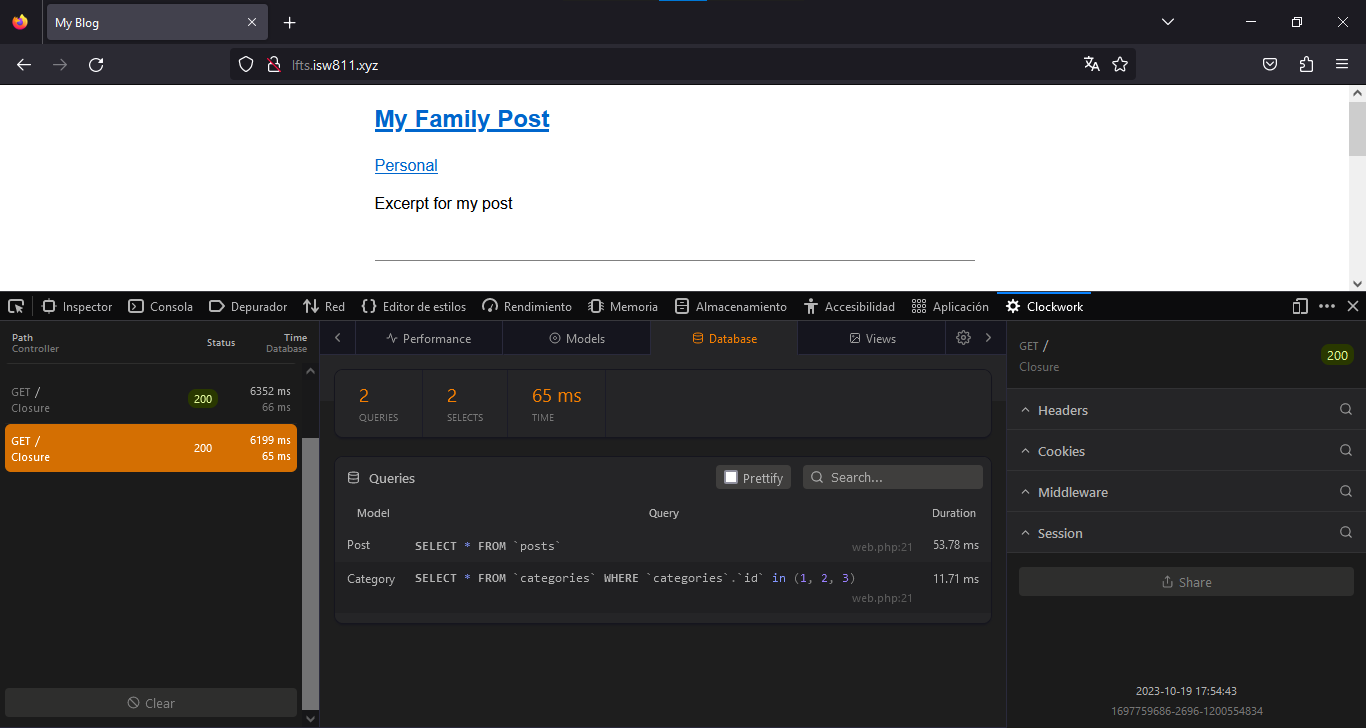 My Blog
lfts.isw811.xyz
My Family Post
Personal
Excerpt for my post
Inspector Consola Depurador Red Editor de estilos Rendimiento Memoria Almacenamiento Accesibilidad Aplicación Clockwork
Path Status Time
Controller Database
GET / 200 6352 ms
Closure 66 ms
GET / 200 6199 ms
Closure 65 ms
Clear
Performance Models Database Views
2 2 65 ms
QUERIES SELECTS TIME
Queries Prettify Search...
Model Query Duration
Post SELECT * FROM `posts` web.php:21 53.78 ms
Category SELECT * FROM `categories` WHERE `categories`.`id` in (1, 2, 3) 11.71 ms
web.php:21
GET / 200
Closure
Headers
Cookies
Middleware
Session
Share
2023-10-19 17:54:43
1697759686-2696-1200554834